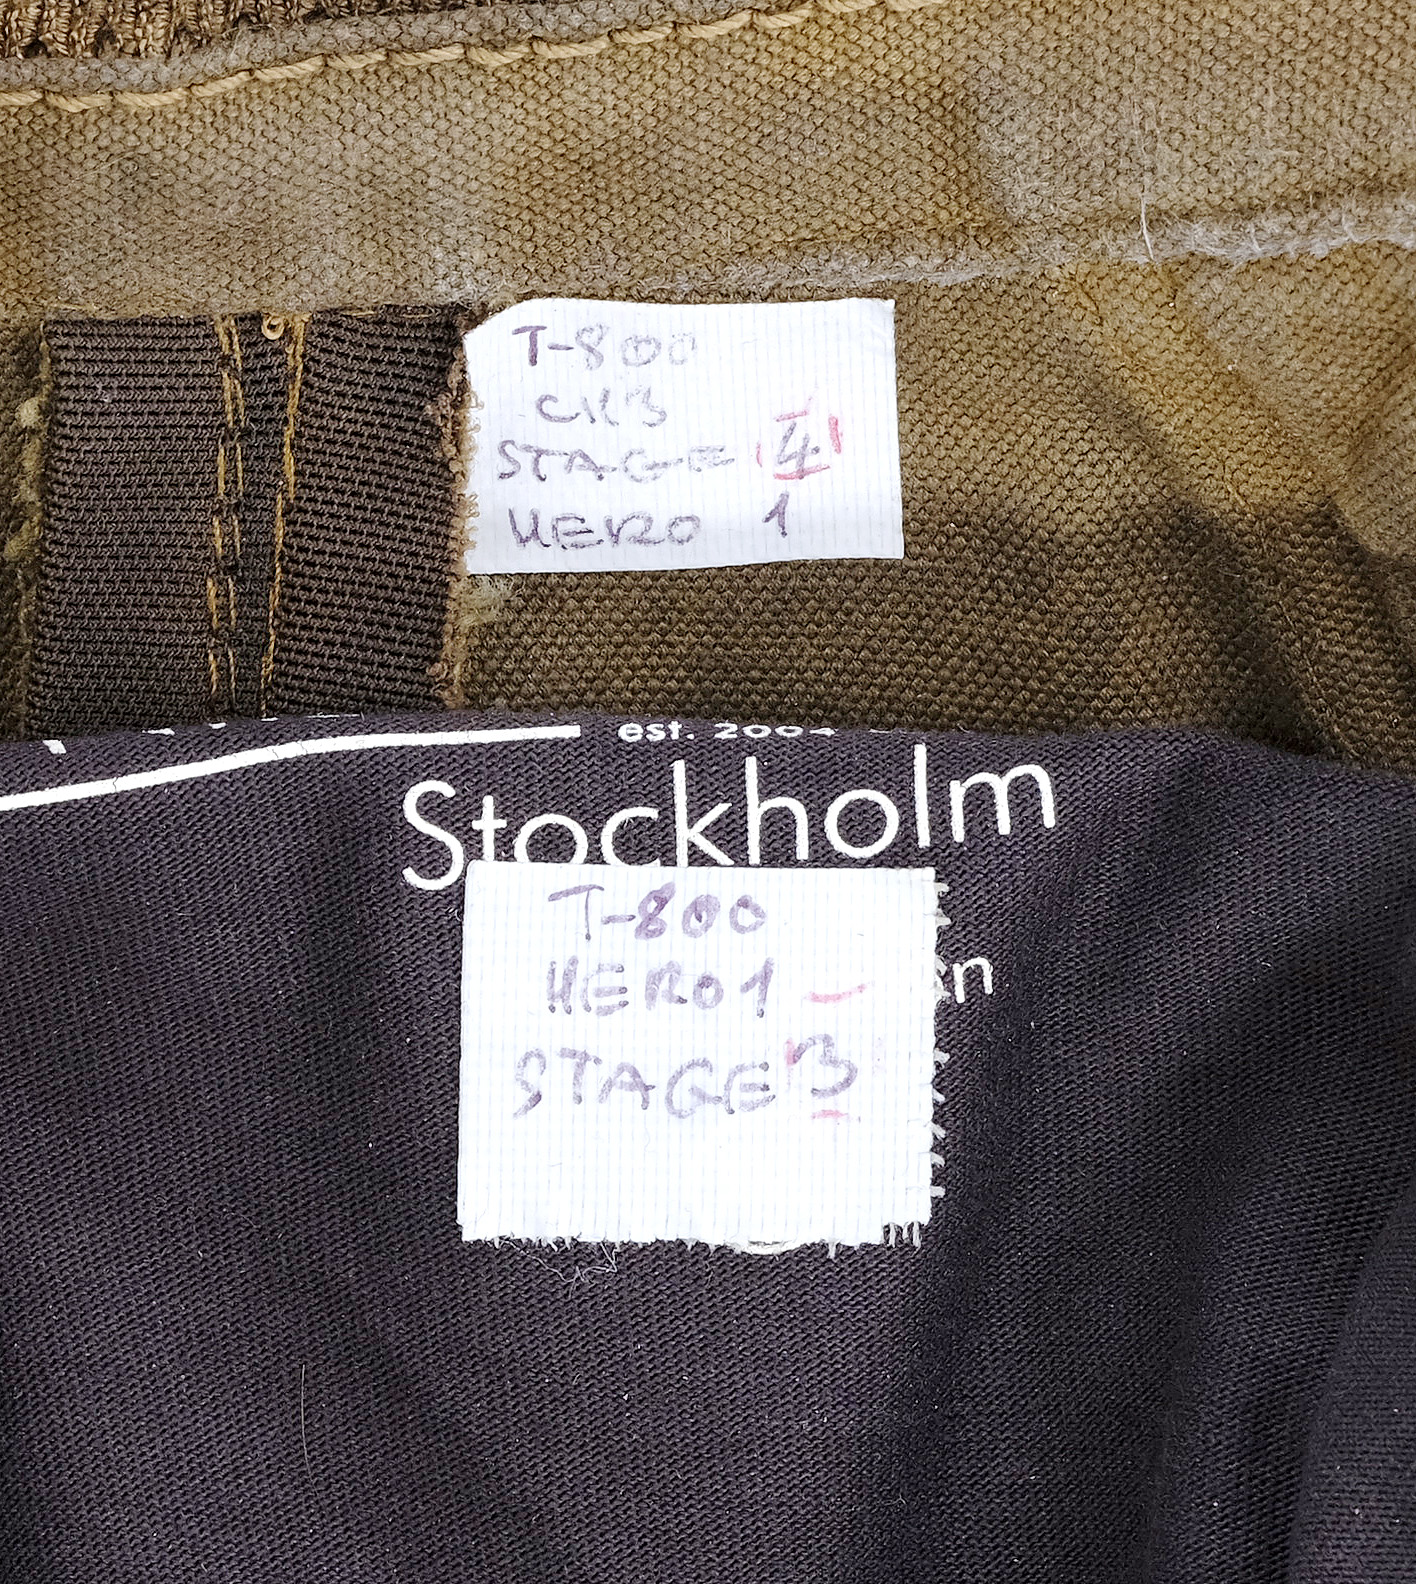 T-800
CH3
STAGE 4
HERO 1
est. 2004
Stockholm
T-800
HERO 1
STAGE 3